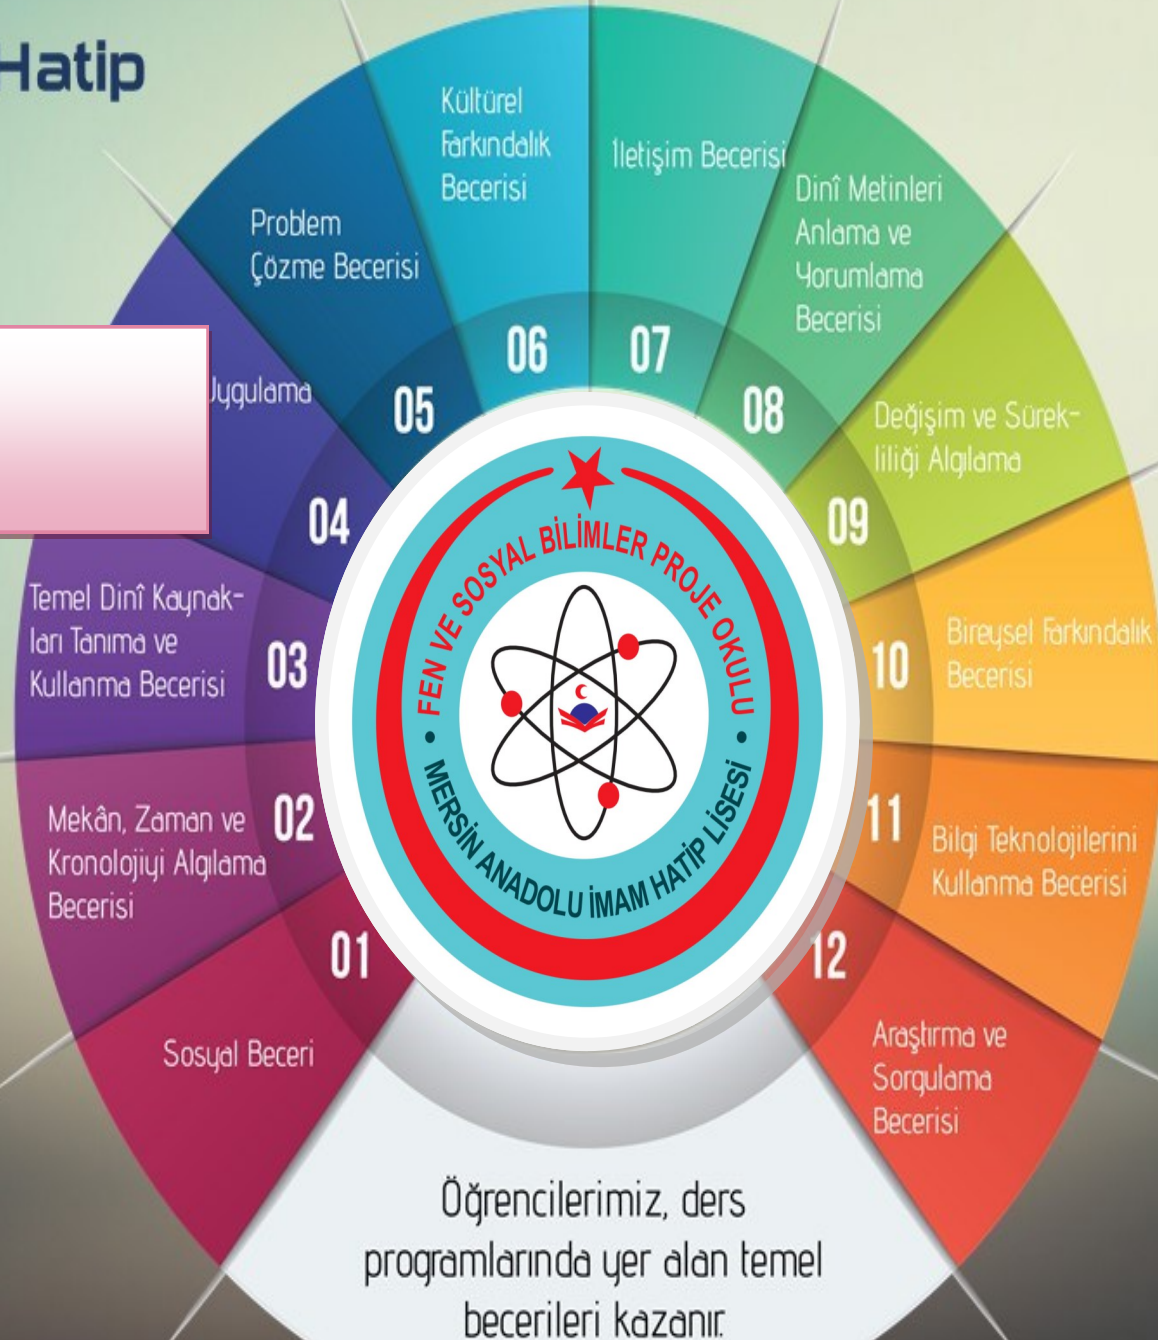 Hatip
Kültürel
Farkındalık
Becerisi
İletişim Becerisi
Problem
Çözme Becerisi
Dinî Metinleri
Anlama ve
Yorumlama
Becerisi
Uygulama
Değişim ve Sürek-
liliği Algılama
06
07
05
08
04
09
Temel Dinî Kaynak-
ları Tanıma ve
Kullanma Becerisi
03
10
Bireysel Farkındalık
Becerisi
FEN VE SOSYAL BİLİMLER PROJE OKULU
MERSİN ANADOLU İMAM HATİP LİSESİ
Mekân, Zaman ve
Kronolojiyi Algılama
Becerisi
02
11
Bilgi Teknolojilerini
Kullanma Becerisi
01
12
Sosyal Beceri
Araştırma ve
Sorgulama
Becerisi
Öğrencilerimiz, ders
programlarında yer alan temel
becerileri kazanır.